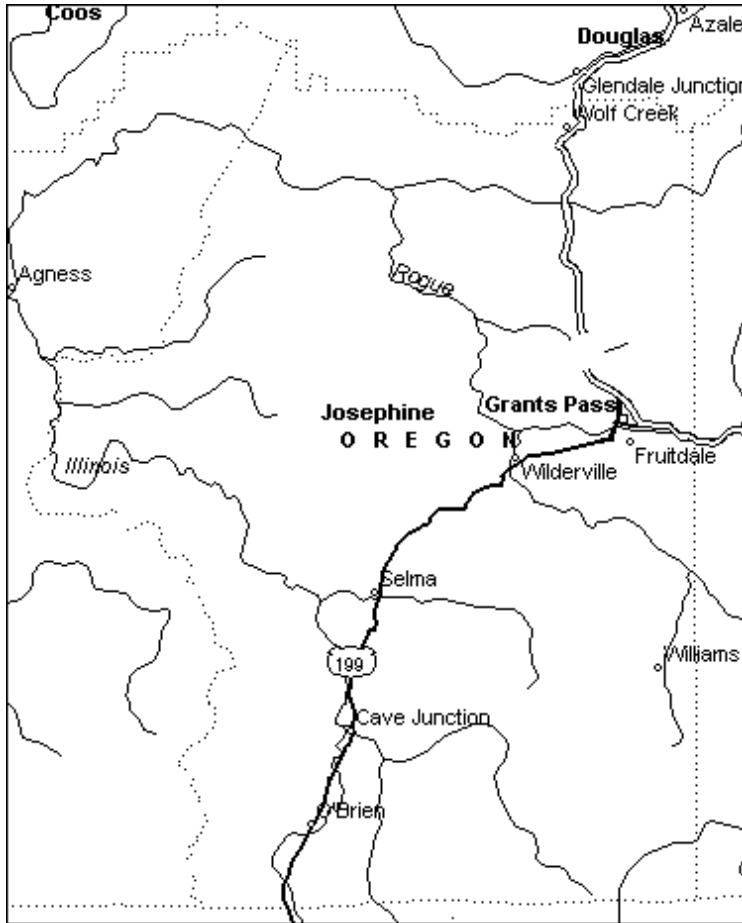 Coos
Azale
Douglas
Glendale Junction
Wolf Creek
Agness
Rogue
Josephine
Grants Pass
OREGON
Fruitdale
Illinois
Wilderville
Selma
Williams
199
Cave Junction
O'Brien